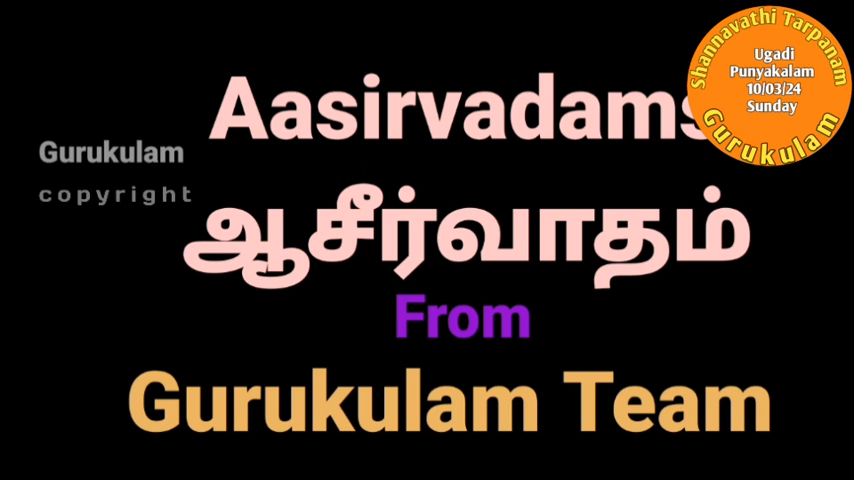 Aasirvadams
ஆசீர்வாதம்
From
Gurukulam Team
Gurukulam
copyright
Shannavathi Tarpanam
Ugadi
Punyakalam
10/03/24
Sunday
Gurukulam